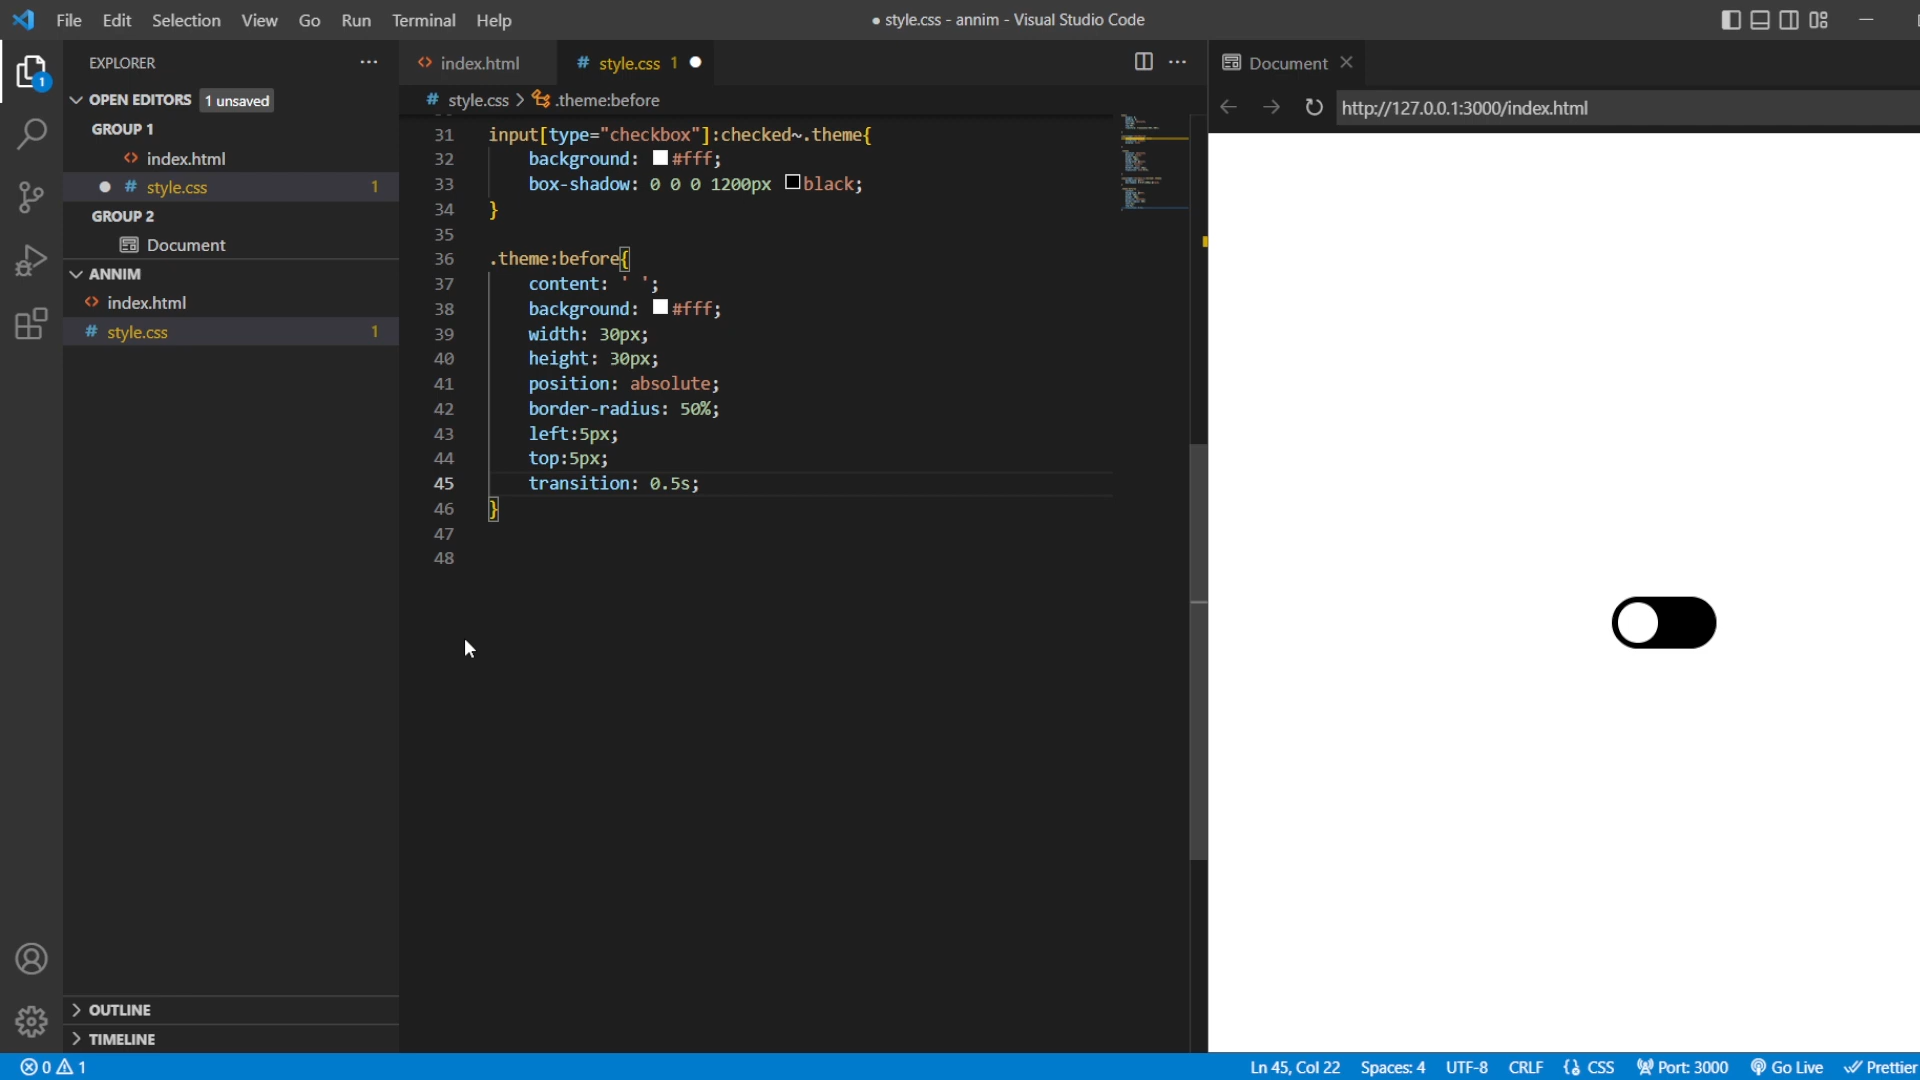 File Edit Selection View Go Run Terminal Help
● style.css - annim - Visual Studio Code
EXPLORER
OPEN EDITORS 1 unsaved
GROUP 1
index.html
style.css 1
GROUP 2
Document
ANNIM
index.html
style.css 1
OUTLINE
TIMELINE
index.html
style.css 1
style.css > .theme:before
31 input[type="checkbox"]:checked~.theme{
32 background: #fff;
33 box-shadow: 0 0 0 1200px black;
34 }
35
36 .theme:before{
37 content: ' ';
38 background: #fff;
39 width: 30px;
40 height: 30px;
41 position: absolute;
42 border-radius: 50%;
43 left:5px;
44 top:5px;
45 transition: 0.5s;
46 }
47
48
Document
http://127.0.0.1:3000/index.html
1
0 1
Ln 45, Col 22 Spaces: 4 UTF-8 CRLF CSS Port: 3000 Go Live Prettier